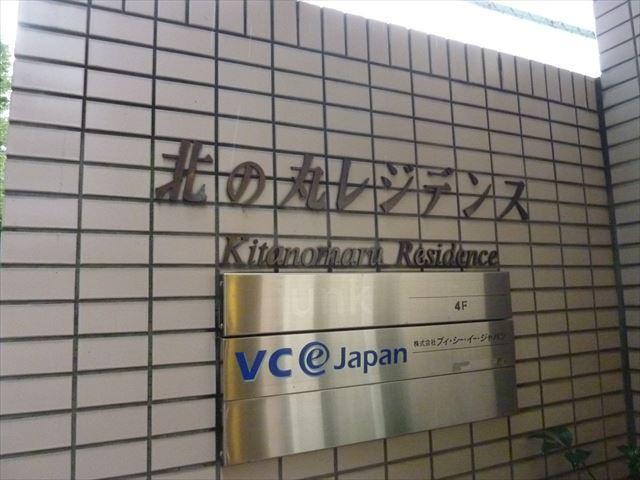 北の丸レジデンス
Kitanomaru Residence
4F
VCe Japan 株式会社ブイ・シー・イー・ジャパン